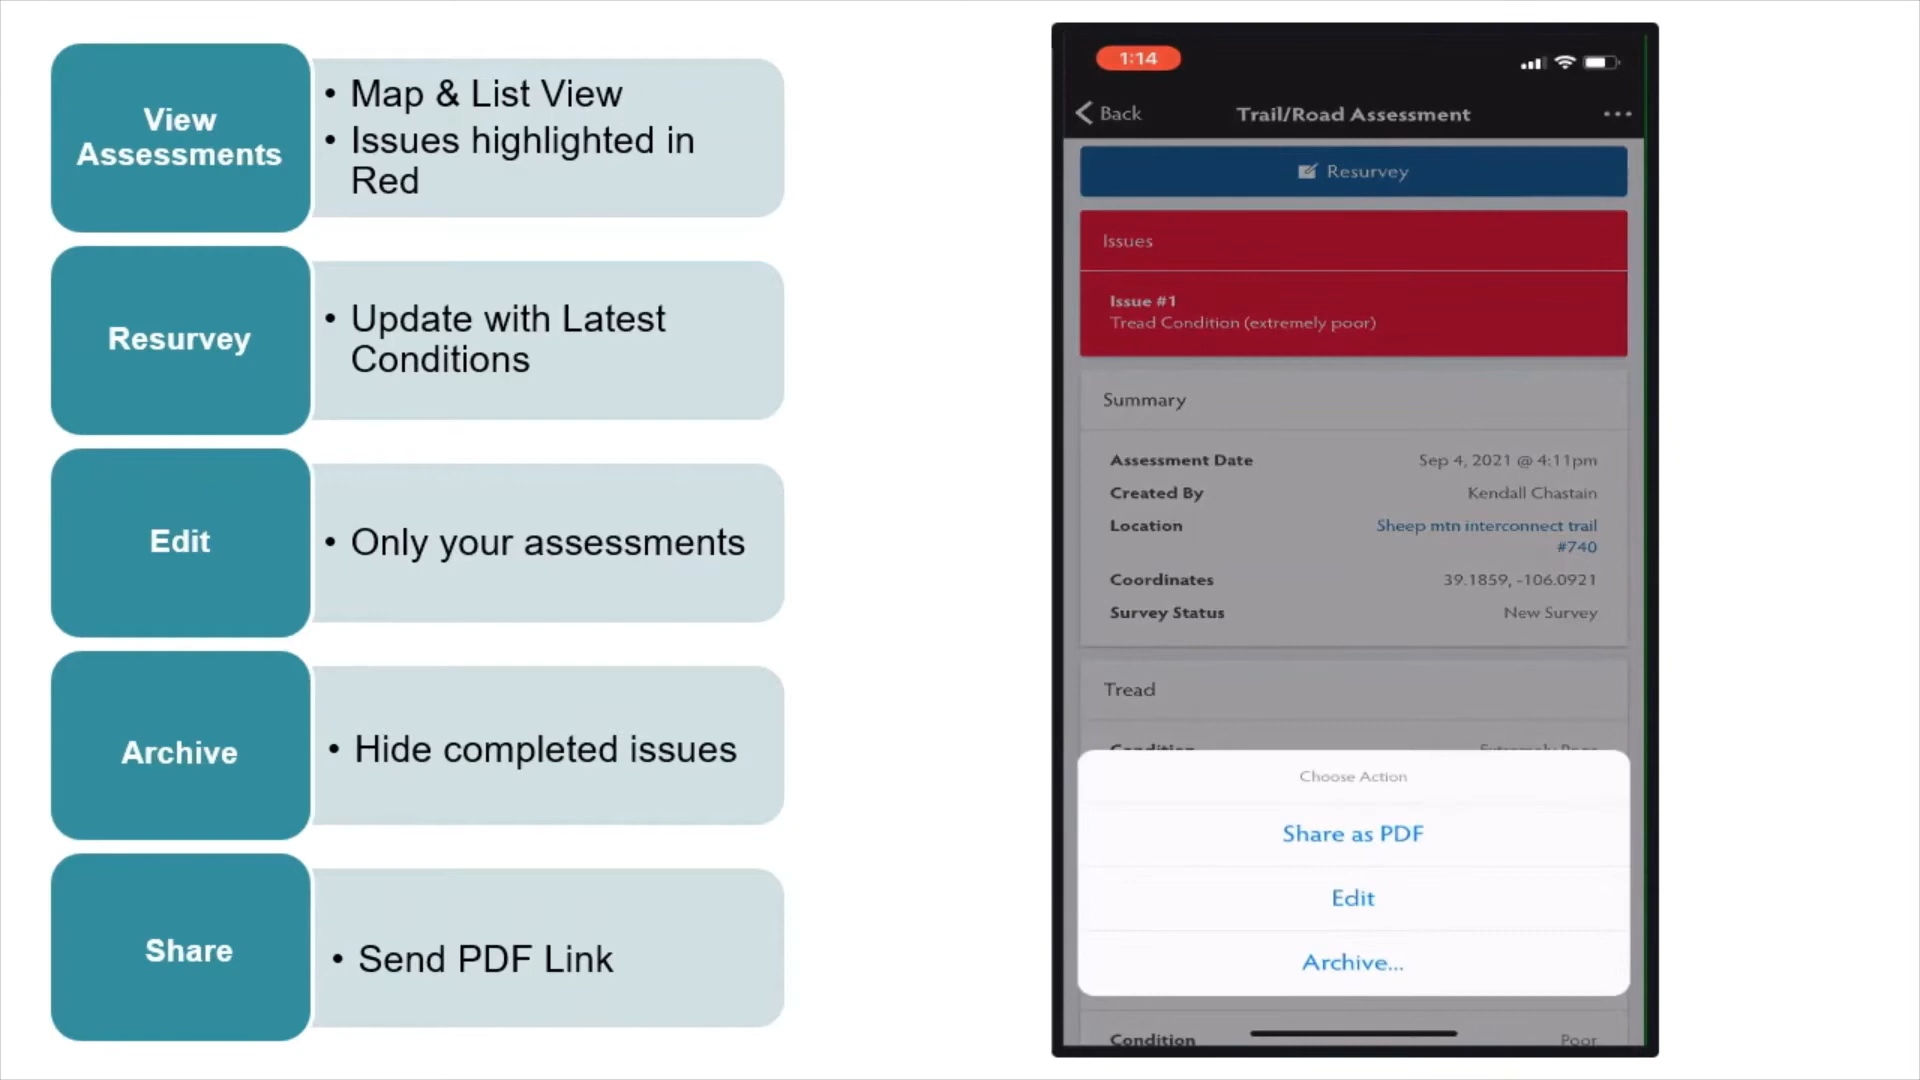 View
Assessments
• Map & List View
• Issues highlighted in
Red
Resurvey
• Update with Latest
Conditions
Edit
• Only your assessments
Archive
• Hide completed issues
Share
• Send PDF Link
1:14
Back
Trail/Road Assessment
...
Resurvey
Issues
Issue #1
Tread Condition (extremely poor)
Summary
Assessment Date Sep 4, 2021 @ 4:11pm
Created By Kendall Chastain
Location Sheep mtn interconnect trail
#740
Coordinates 39.1859, -106.0921
Survey Status New Survey
Tread
Condition Extremely Poor
Choose Action
Share as PDF
Edit
Archive...
Condition Poor